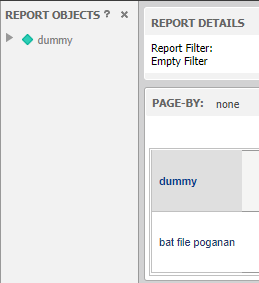 REPORT OBJECTS ? ×
dummy
REPORT DETAILS
Report Filter:
Empty Filter
PAGE-BY: none
dummy
bat file poganan